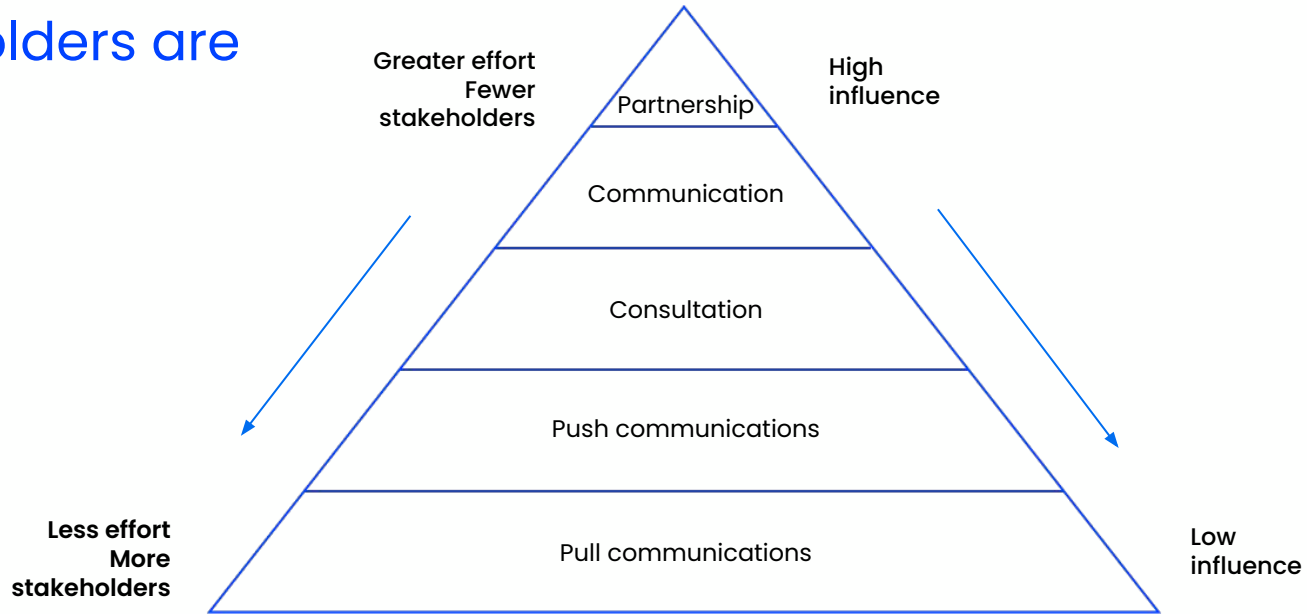 olders are
Greater effort
Fewer
stakeholders
High
influence
Partnership
Communication
Consultation
Push communications
Less effort
More
stakeholders
Pull communications
Low
influence